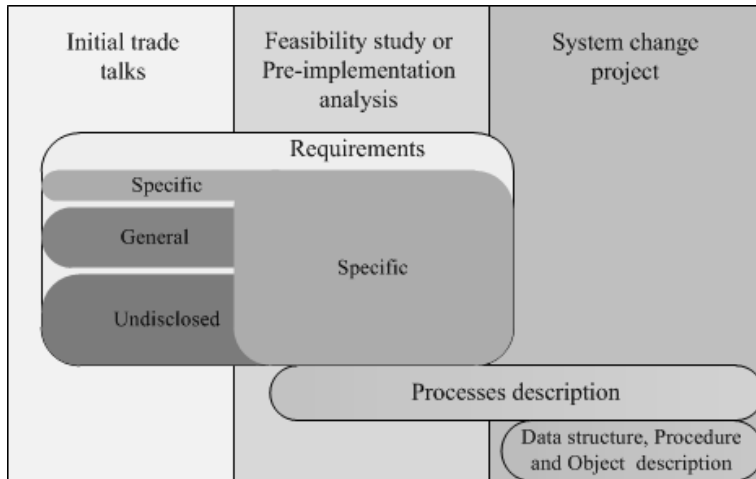 Initial trade
talks
Feasibility study or
Pre-implementation
analysis
System change
project
Requirements
Specific
General
Undisclosed
Specific
Processes description
Data structure, Procedure
and Object description